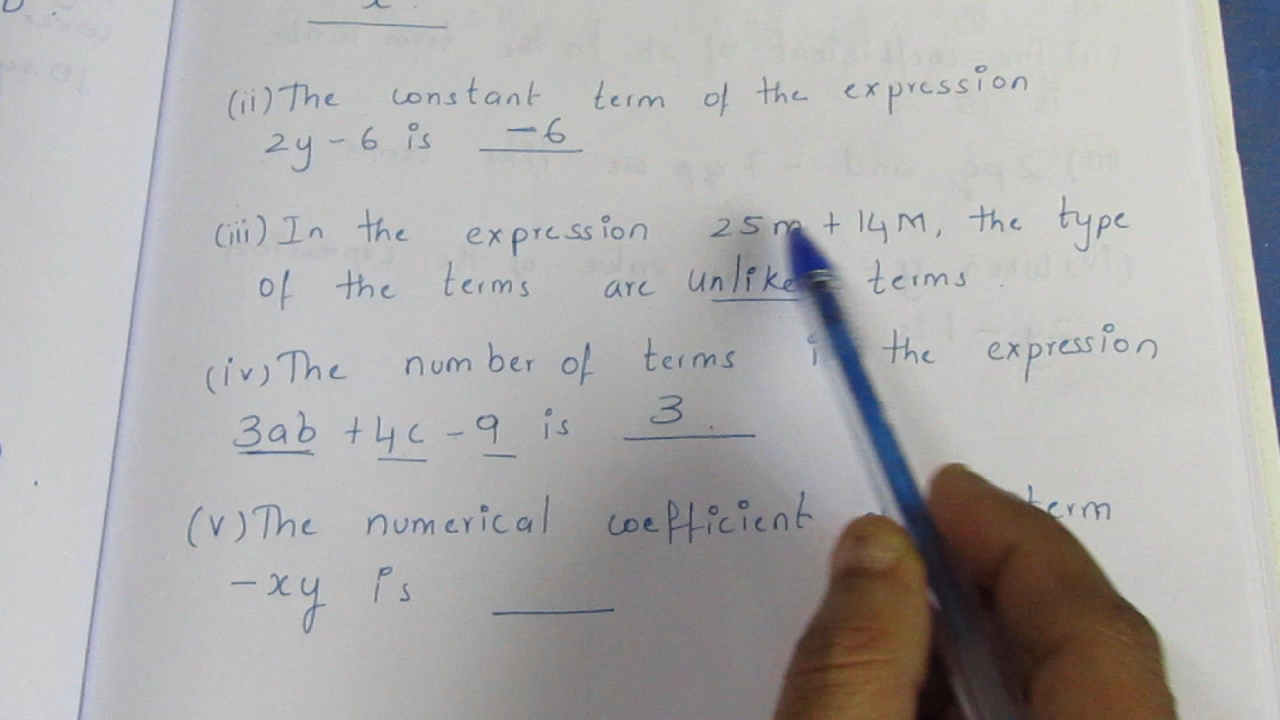 (ii) The constant term of the expression
2y - 6 is -6
(iii) In the expression 25m + 14M, the type
of the terms are unlike terms.
(iv) The number of terms the expression
3ab + 4c - 9 is 3.
(v) The numerical coefficient term
-xy is